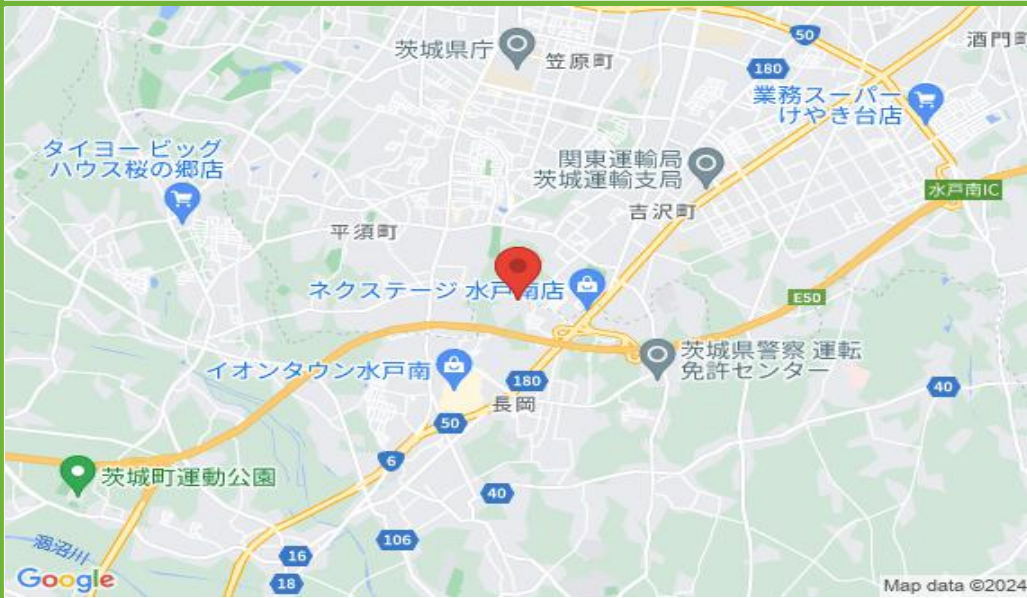 50
酒門町
茨城県庁
笠原町
180
業務スーパー
けやき台店
タイヨー ビッグ
ハウス桜の郷店
関東運輸局
茨城運輸支局
水戸南IC
吉沢町
平須町
ネクステージ 水戸南店
E50
茨城県警察 運転
免許センター
イオンタウン水戸南
180
40
長岡
50
6
茨城町運動公園
40
106
涸沼川
16
18
Google
Map data ©2024